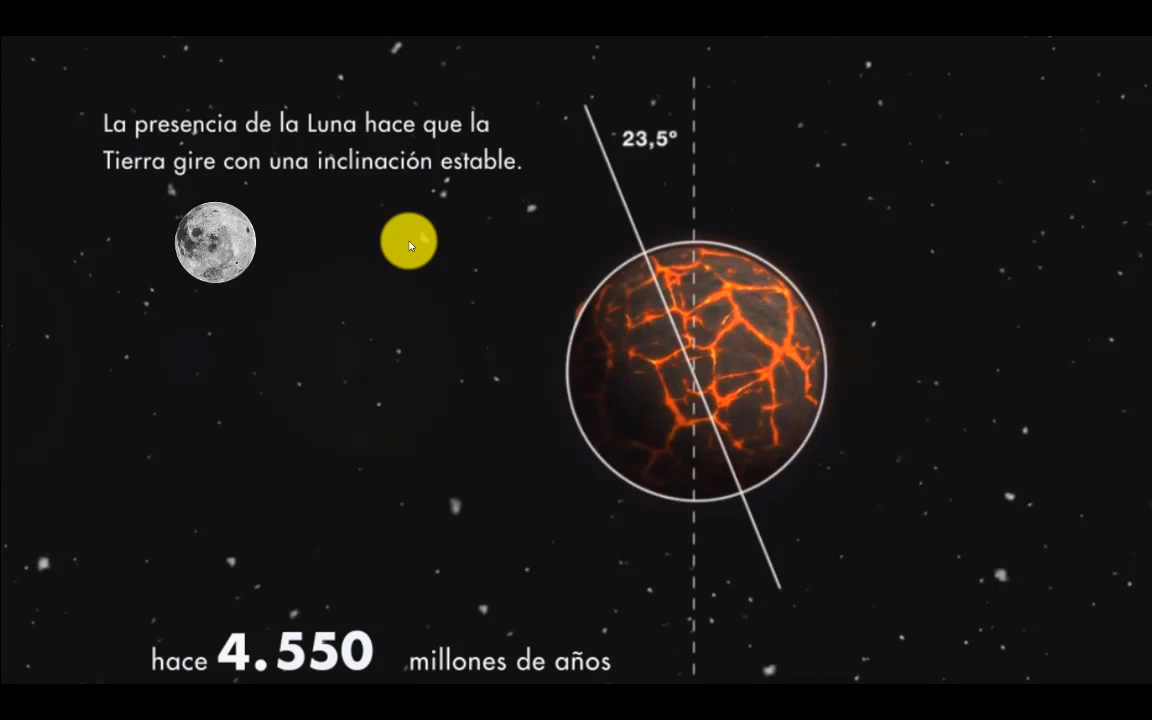 La presencia de la Luna hace que la
Tierra gire con una inclinación estable.
23,5º
hace 4.550 millones de años